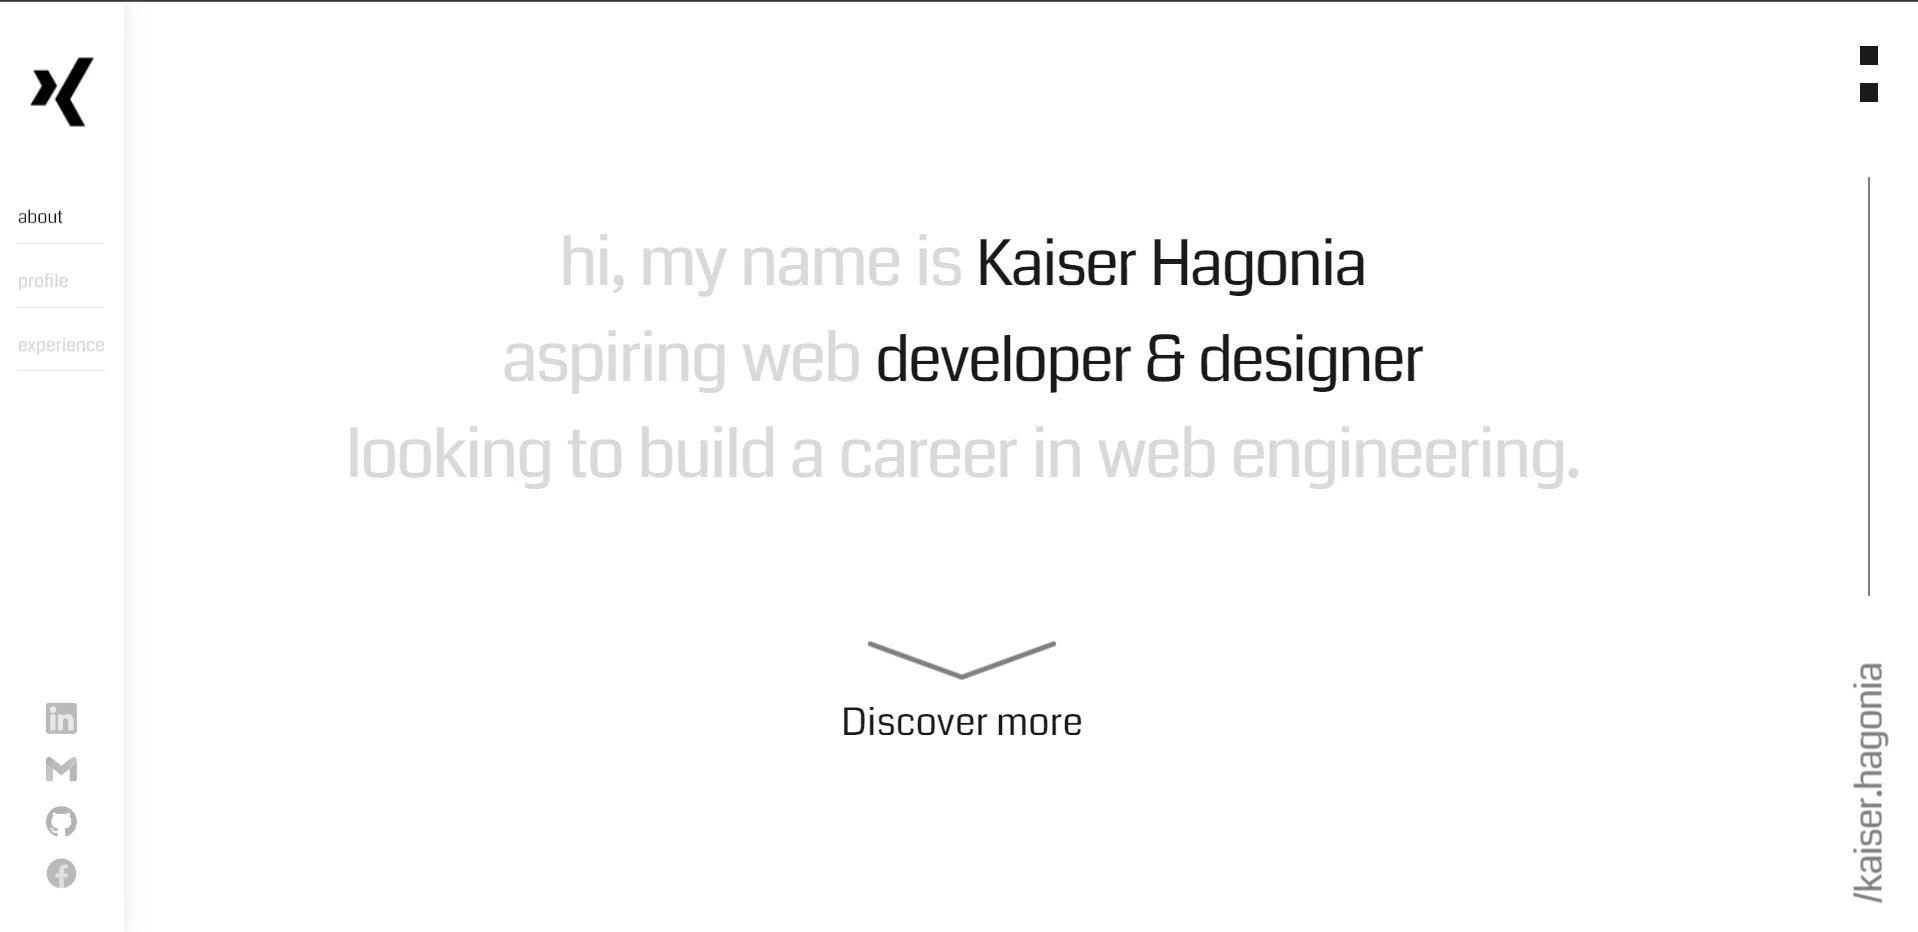 about
profile
experience
hi, my name is Kaiser Hagonia
aspiring web developer & designer
looking to build a career in web engineering.
Discover more
/kaiser.hagonia